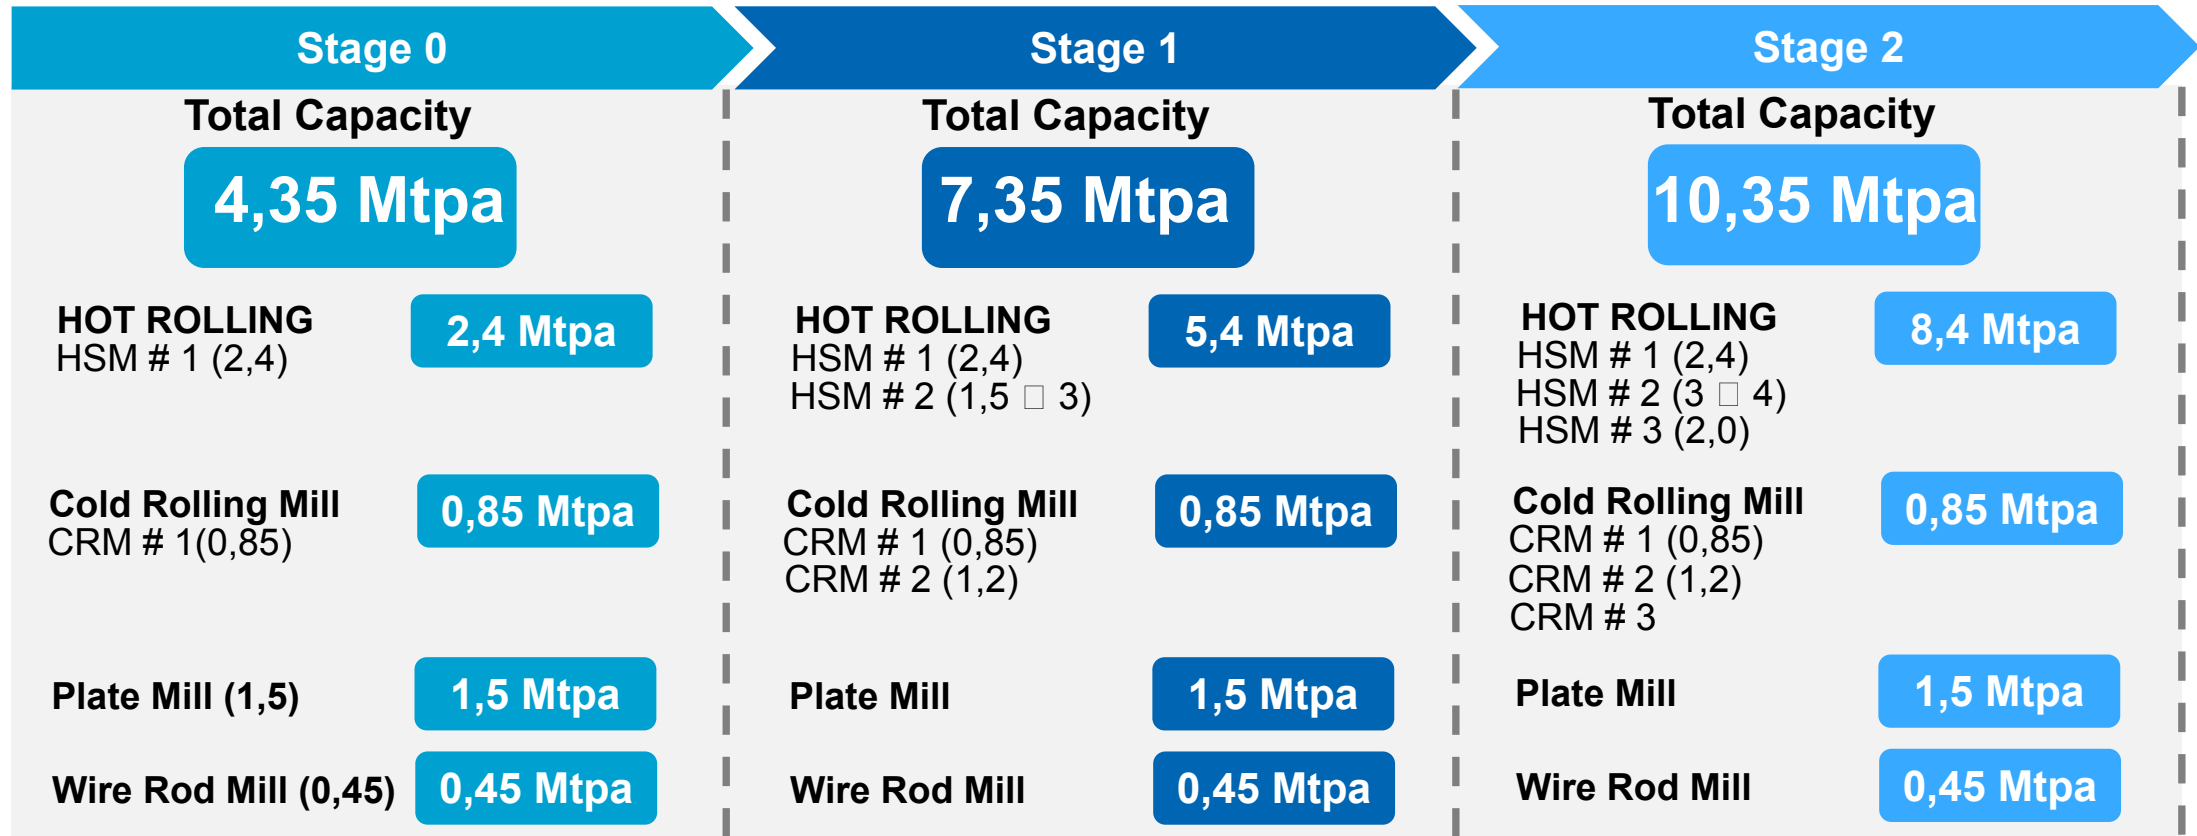 Stage 0
Total Capacity
4,35 Mtpa
HOT ROLLING
2,4 Mtpa
HSM # 1 (2,4)
Cold Rolling Mill
0,85 Mtpa
CRM # 1(0,85)
Plate Mill (1,5)
1,5 Mtpa
Wire Rod Mill (0,45)
0,45 Mtpa
Stage 1
Total Capacity
7,35 Mtpa
HOT ROLLING
5,4 Mtpa
HSM # 1 (2,4)
HSM # 2 (1,5 □ 3)
Cold Rolling Mill
0,85 Mtpa
CRM # 1 (0,85)
CRM # 2 (1,2)
Plate Mill
1,5 Mtpa
Wire Rod Mill
0,45 Mtpa
Stage 2
Total Capacity
10,35 Mtpa
HOT ROLLING
8,4 Mtpa
HSM # 1 (2,4)
HSM # 2 (3 □ 4)
HSM # 3 (2,0)
Cold Rolling Mill
0,85 Mtpa
CRM # 1 (0,85)
CRM # 2 (1,2)
CRM # 3
Plate Mill
1,5 Mtpa
Wire Rod Mill
0,45 Mtpa